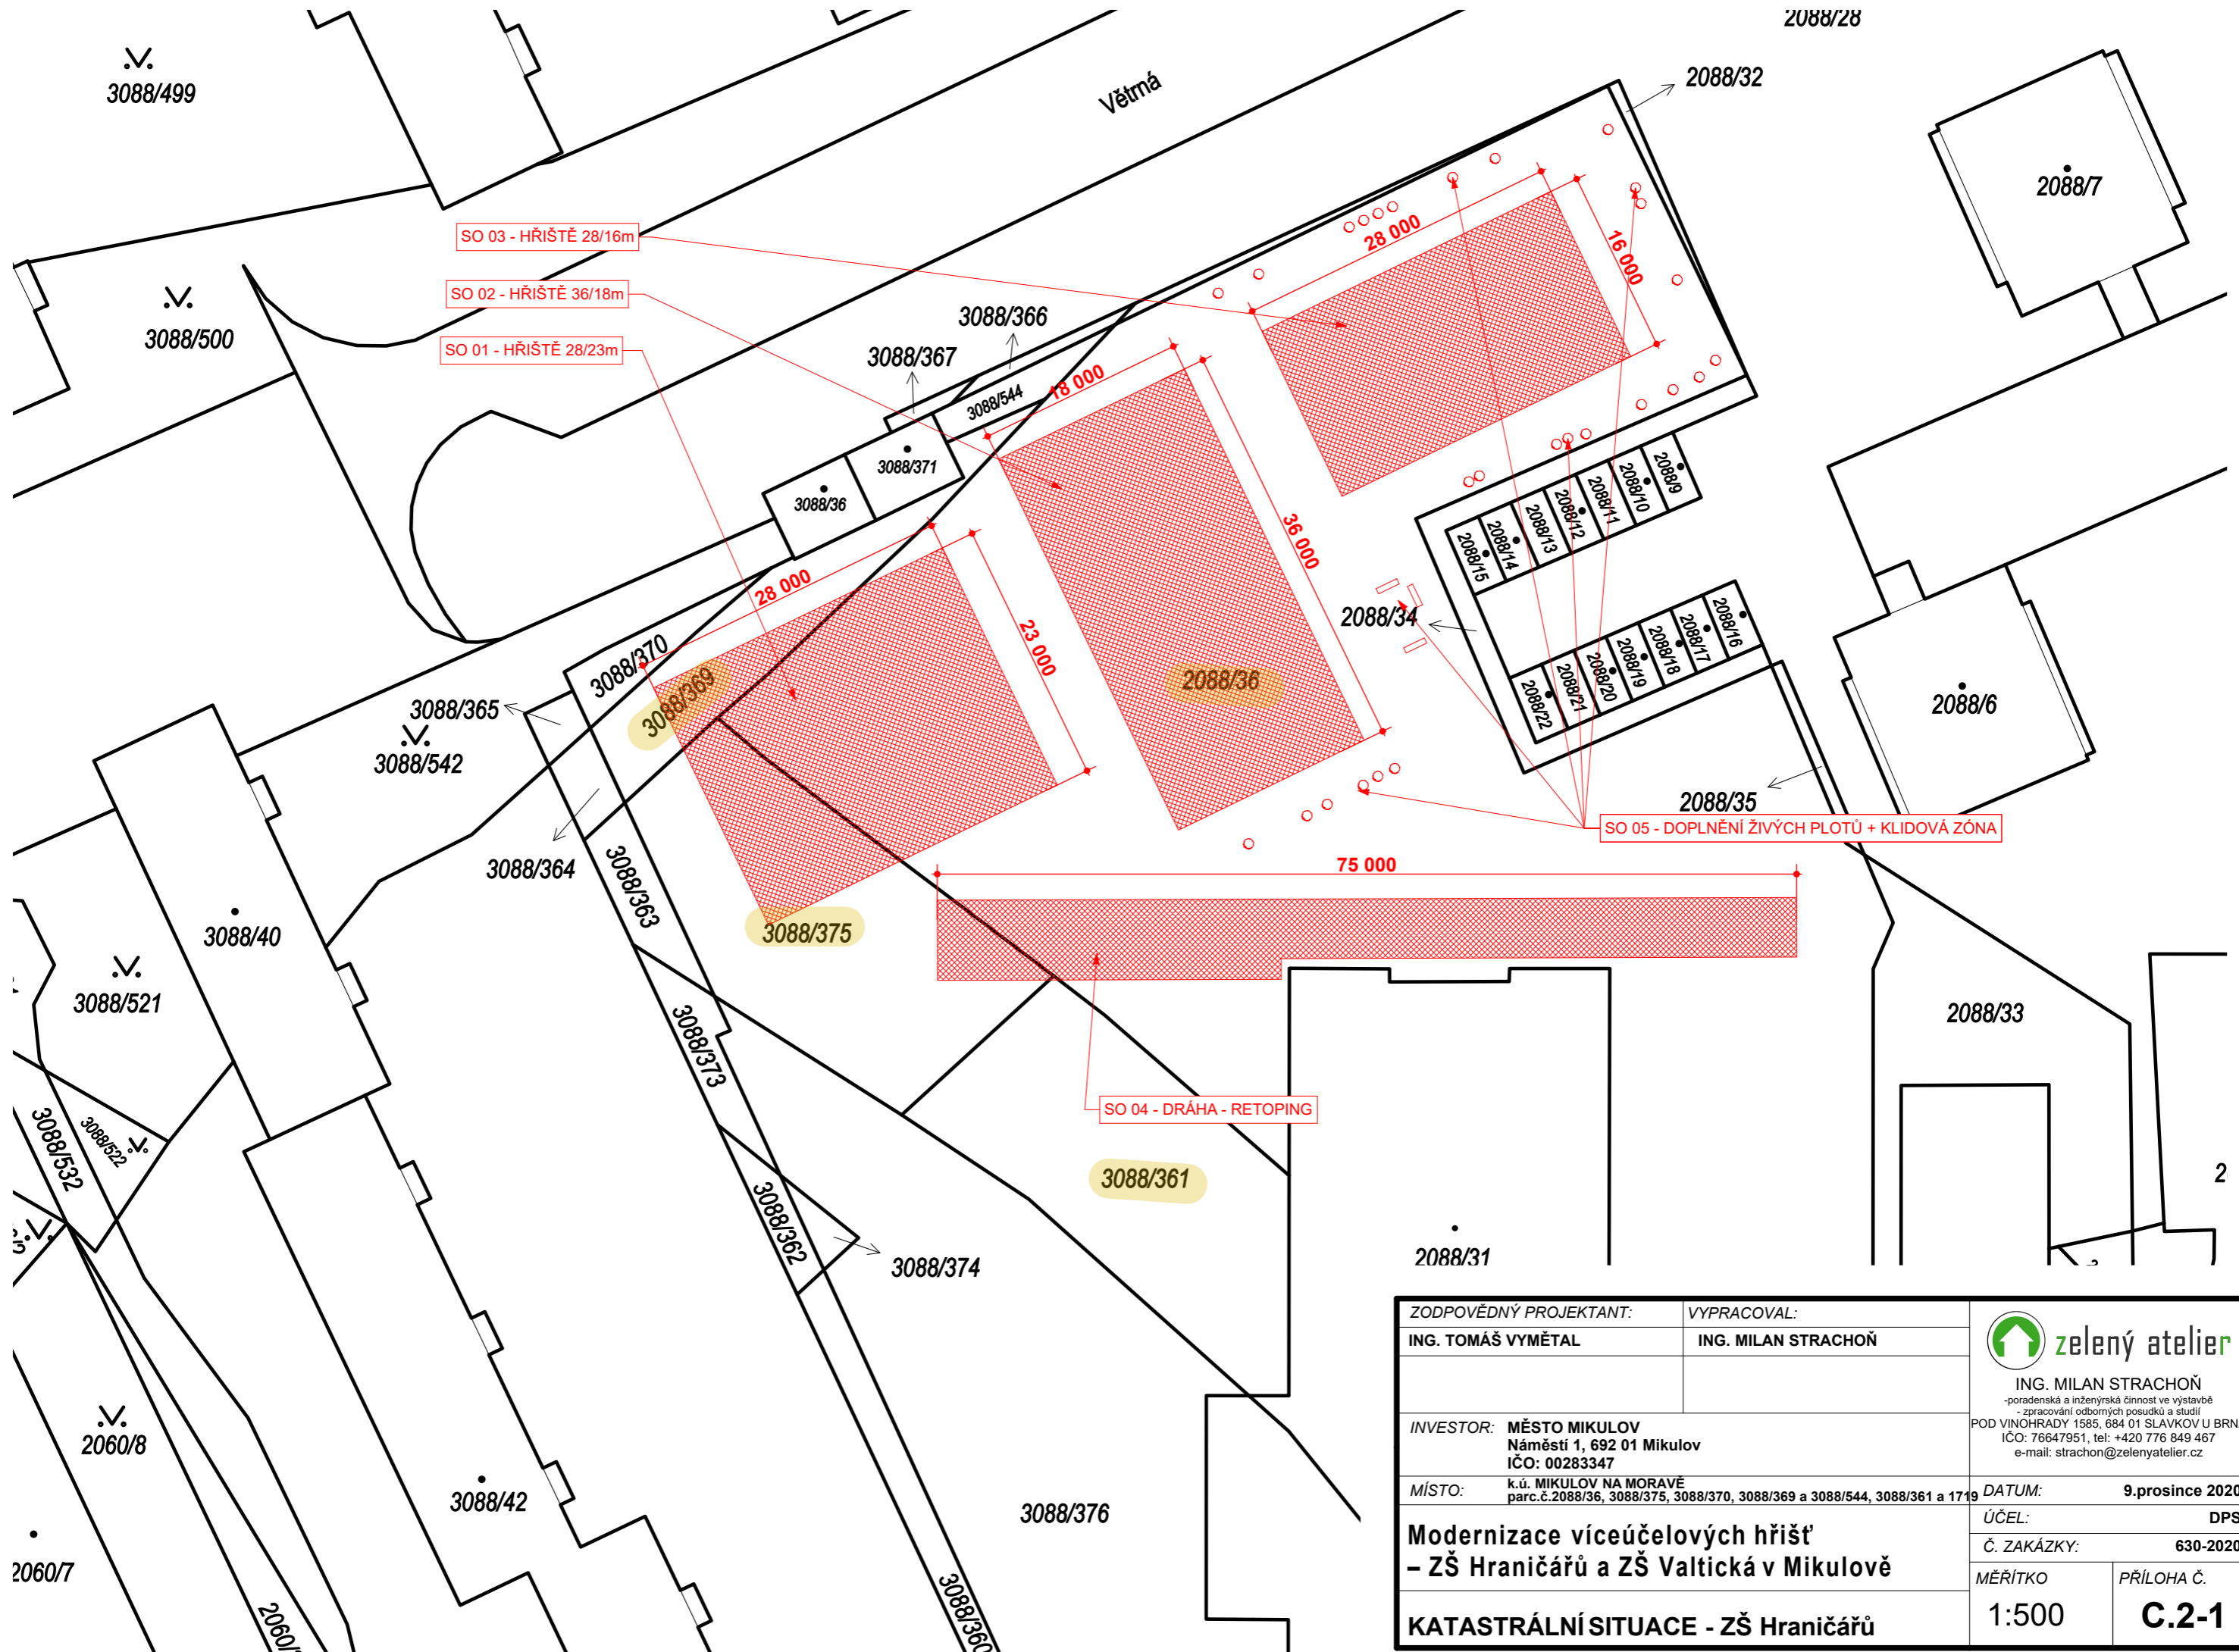 2088/28
3088/499
Větrná
2088/32
2088/7
SO 03 - HŘIŠTĚ 28/16m
28 000
16 000
SO 02 - HŘIŠTĚ 36/18m
3088/500
3088/366
SO 01 - HŘIŠTĚ 28/23m
3088/367
18 000
3088/544
3088/371
3088/36
2088/9
2088/10
2088/11
2088/12
2088/13
2088/14
2088/15
36 000
28 000
23 000
2088/34
2088/16
2088/17
2088/18
2088/19
2088/20
2088/21
2088/22
3088/370
3088/369
2088/36
2088/6
3088/365
3088/542
2088/35
SO 05 - DOPLNĚNÍ ŽIVÝCH PLOTŮ + KLIDOVÁ ZÓNA
3088/364
75 000
3088/363
3088/40
3088/375
3088/521
2088/33
3088/373
SO 04 - DRÁHA - RETOPING
3088/522
3088/532
3088/361
3088/362
3088/374
2088/31
2060/8
3088/42
3088/376
2060/7
3088/360
ZODPOVĚDNÝ PROJEKTANT:
VYPRACOVAL:
ING. TOMÁŠ VYMĚTAL
ING. MILAN STRACHOŇ
zelený atelier
ING. MILAN STRACHOŇ
-poradenská a inženýrská činnost ve výstavbě
- zpracování odborných posudků a studií
POD VINOHRADY 1585, 684 01 SLAVKOV U BRN
IČO: 76647951, tel: +420 776 849 467
e-mail: strachon@zelenyatelier.cz
INVESTOR: MĚSTO MIKULOV
Náměstí 1, 692 01 Mikulov
IČO: 00283347
MÍSTO: k.ú. MIKULOV NA MORAVĚ
parc.č.2088/36, 3088/375, 3088/370, 3088/369 a 3088/544, 3088/361 a 1719
DATUM: 9.prosince 2020
ÚČEL: DPS
Č. ZAKÁZKY: 630-2020
Modernizace víceúčelových hřišť
– ZŠ Hraničářů a ZŠ Valtická v Mikulově
MĚŘÍTKO
1:500
PŘÍLOHA Č.
C.2-1
KATASTRÁLNÍ SITUACE - ZŠ Hraničářů